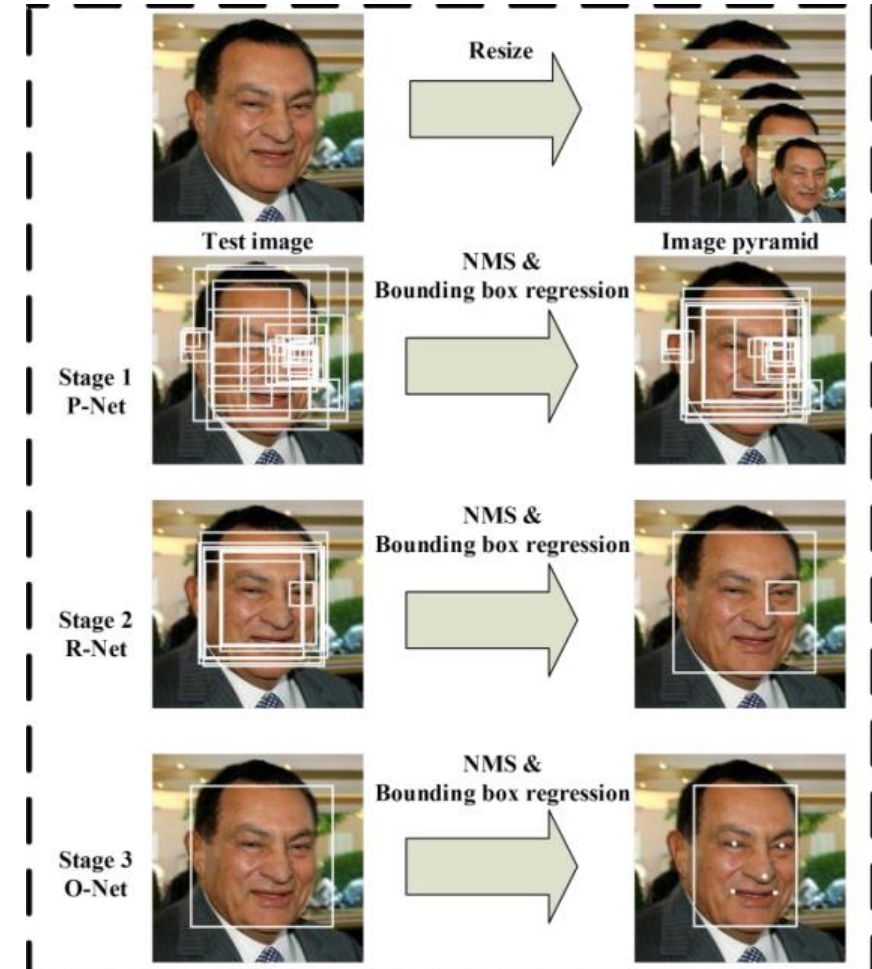 Resize
Test image
Image pyramid
NMS &
Bounding box regression
Stage 1
P-Net
NMS &
Bounding box regression
Stage 2
R-Net
NMS &
Bounding box regression
Stage 3
O-Net